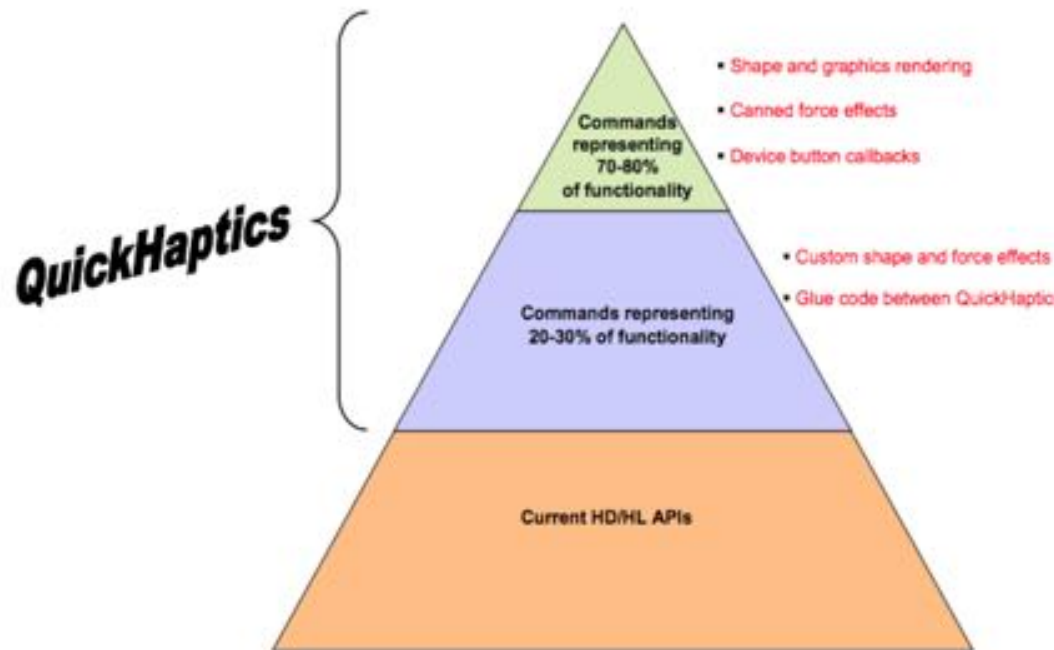 QuickHaptics
Commands
representing
70-80%
of functionality
▪ Shape and graphics rendering
▪ Canned force effects
▪ Device button callbacks
Commands representing
20-30% of functionality
▪ Custom shape and force effects
▪ Glue code between QuickHaptic
Current HD/HL APIs